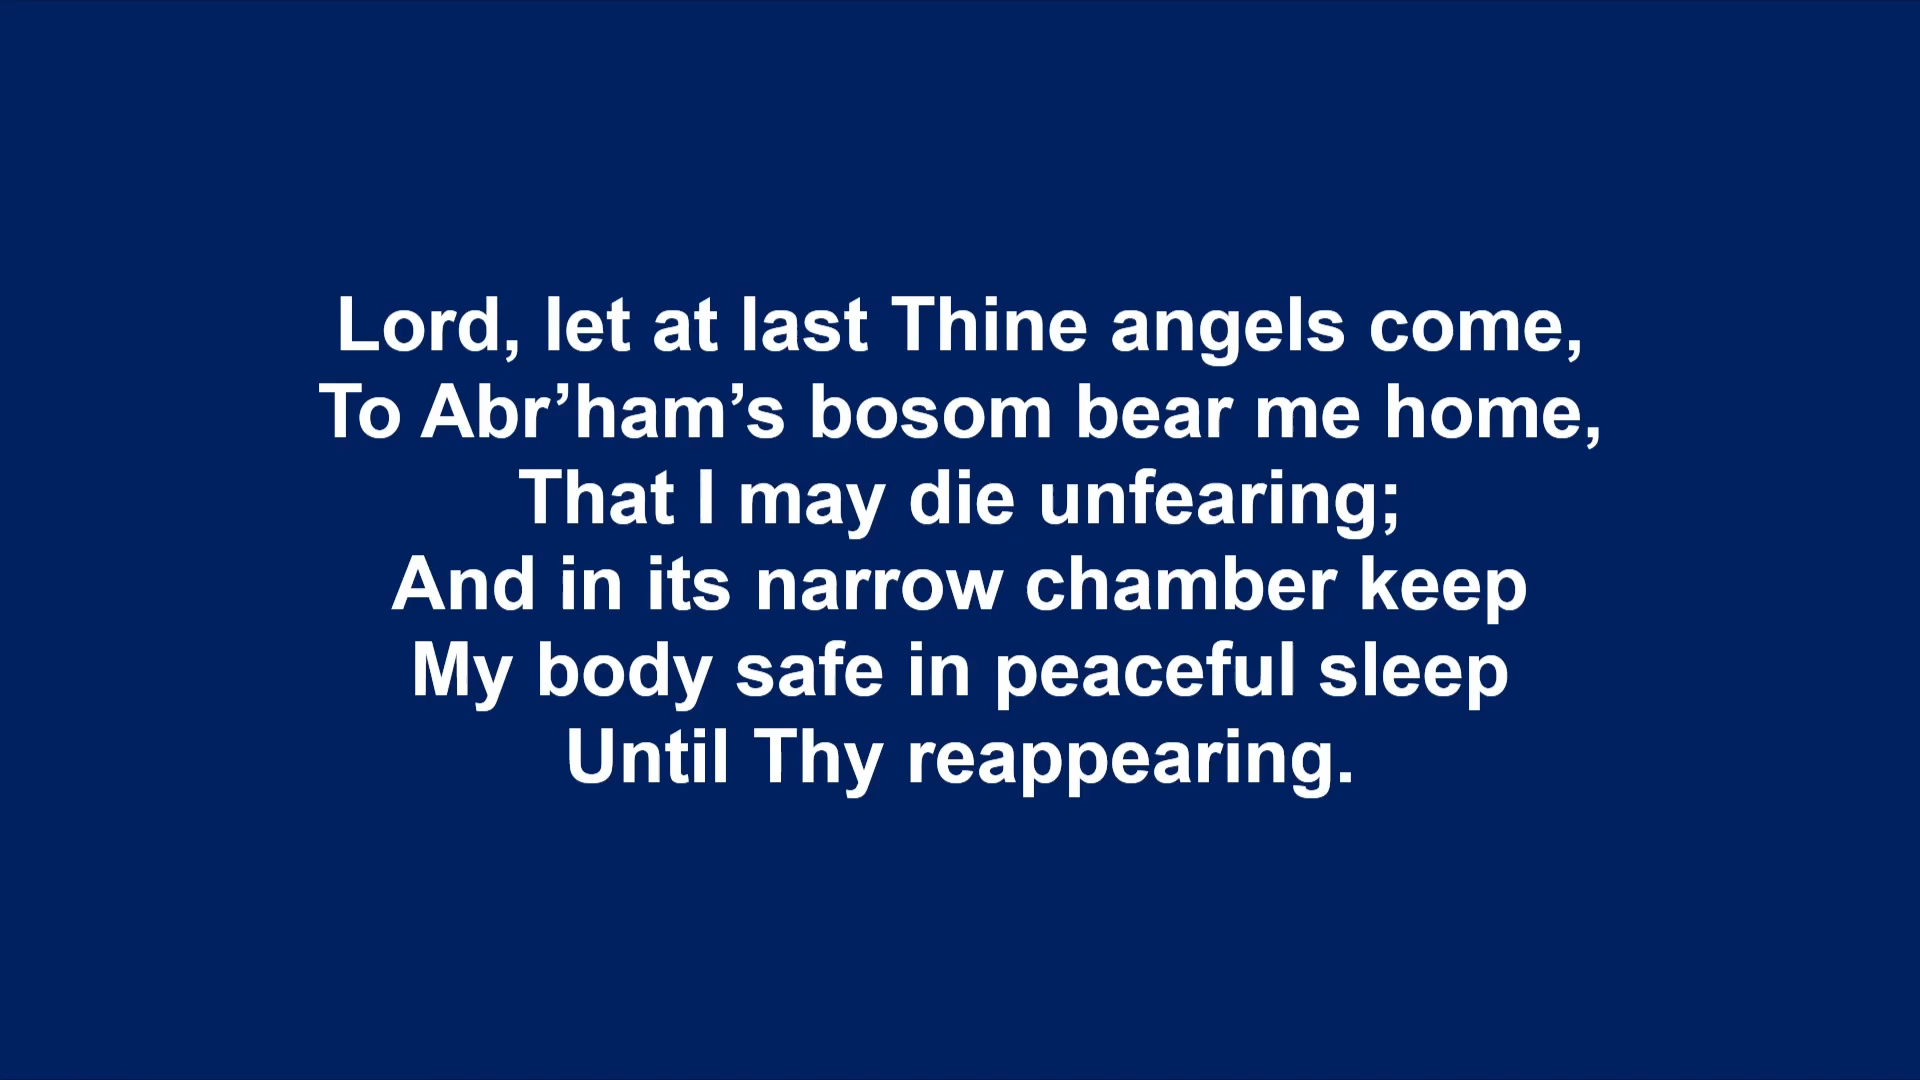 Lord, let at last Thine angels come,
To Abr’ham’s bosom bear me home,
That I may die unfearing;
And in its narrow chamber keep
My body safe in peaceful sleep
Until Thy reappearing.